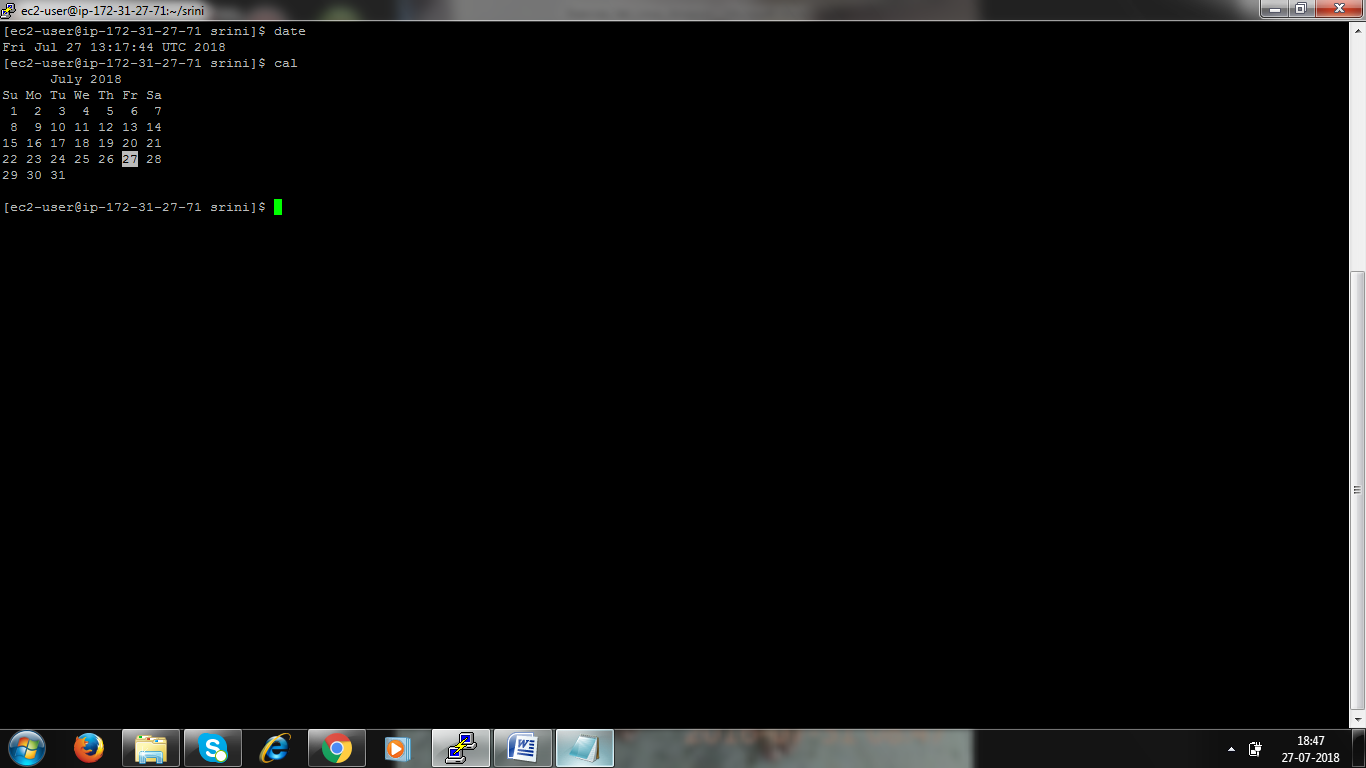 ec2-user@ip-172-31-27-71:~/srini
[ec2-user@ip-172-31-27-71 srini]$ date
Fri Jul 27 13:17:44 UTC 2018
[ec2-user@ip-172-31-27-71 srini]$ cal
      July 2018
Su Mo Tu We Th Fr Sa
 1  2  3  4  5  6  7
 8  9 10 11 12 13 14
15 16 17 18 19 20 21
22 23 24 25 26 27 28
29 30 31
[ec2-user@ip-172-31-27-71 srini]$
18:47
27-07-2018